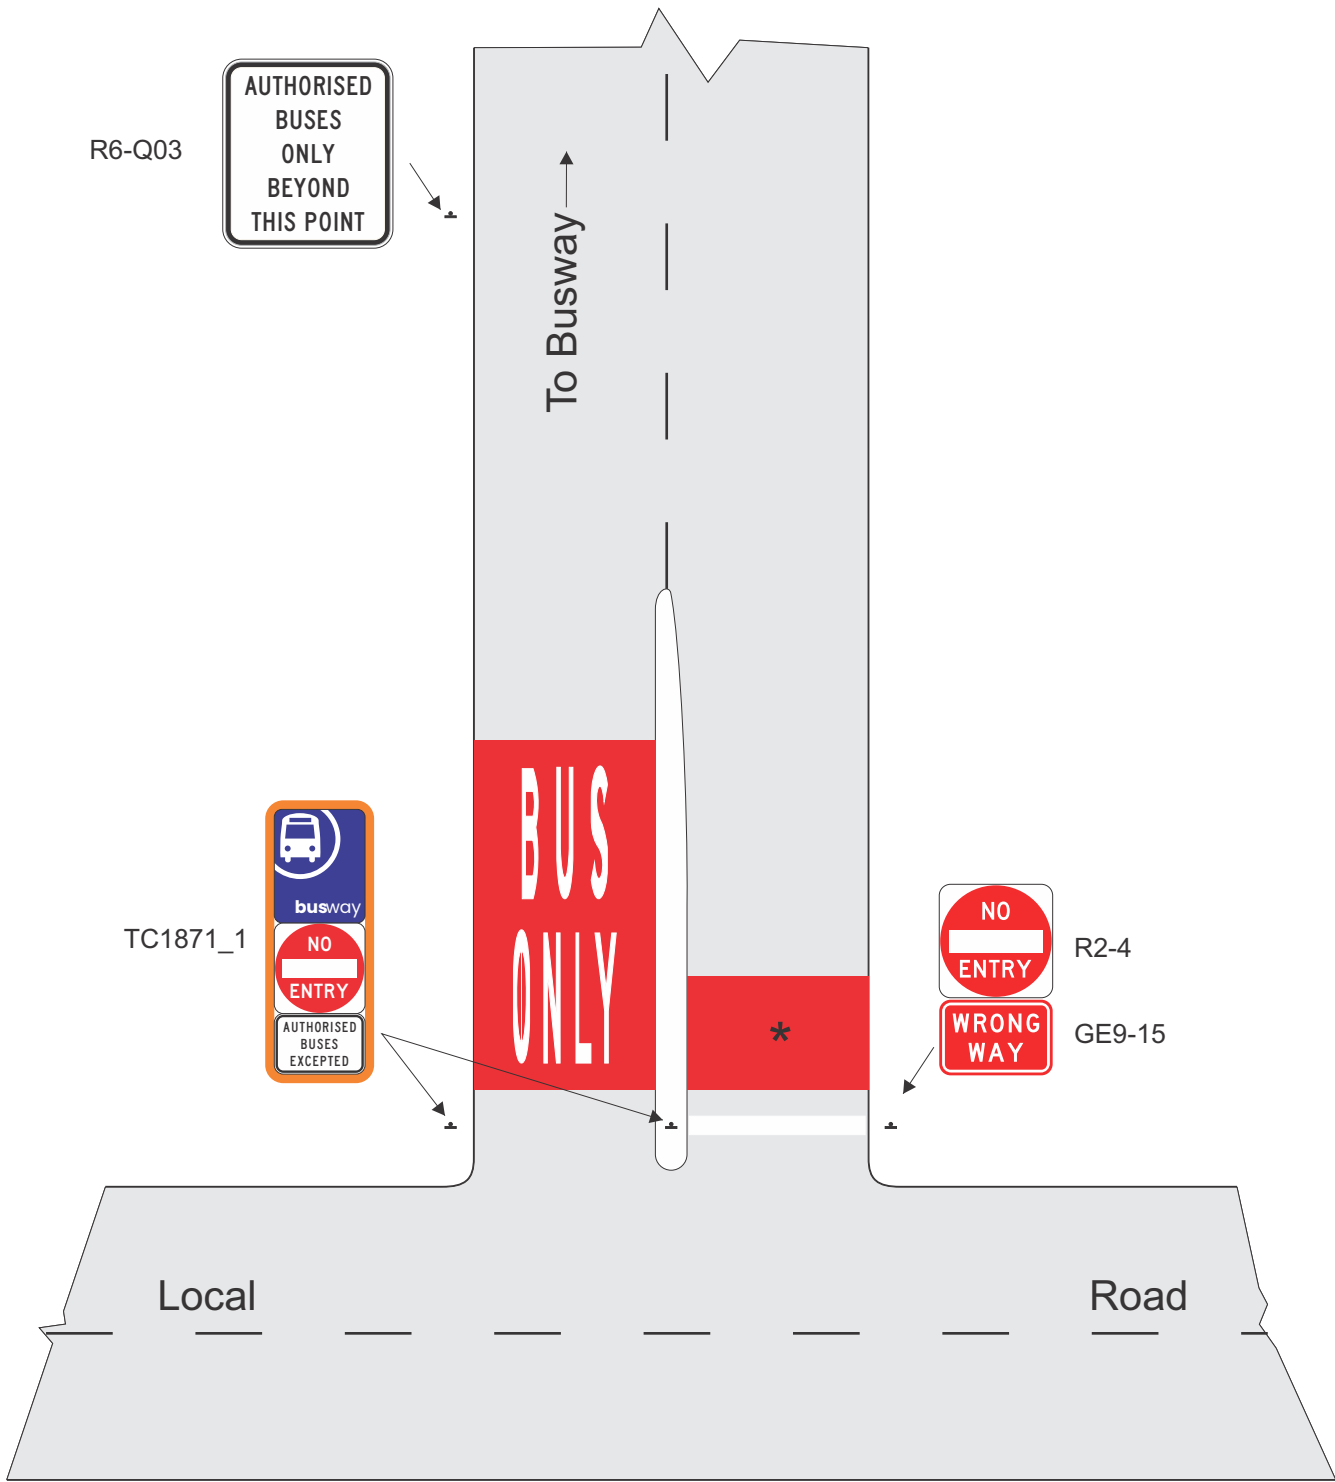 AUTHORISED
BUSES
ONLY
BEYOND
THIS POINT
R6-Q03
To Busway
BUS
ONLY
busway
NO
ENTRY
AUTHORISED
BUSES
EXCEPTED
TC1871_1
*
NO
ENTRY
R2-4
WRONG
WAY
GE9-15
Local Road